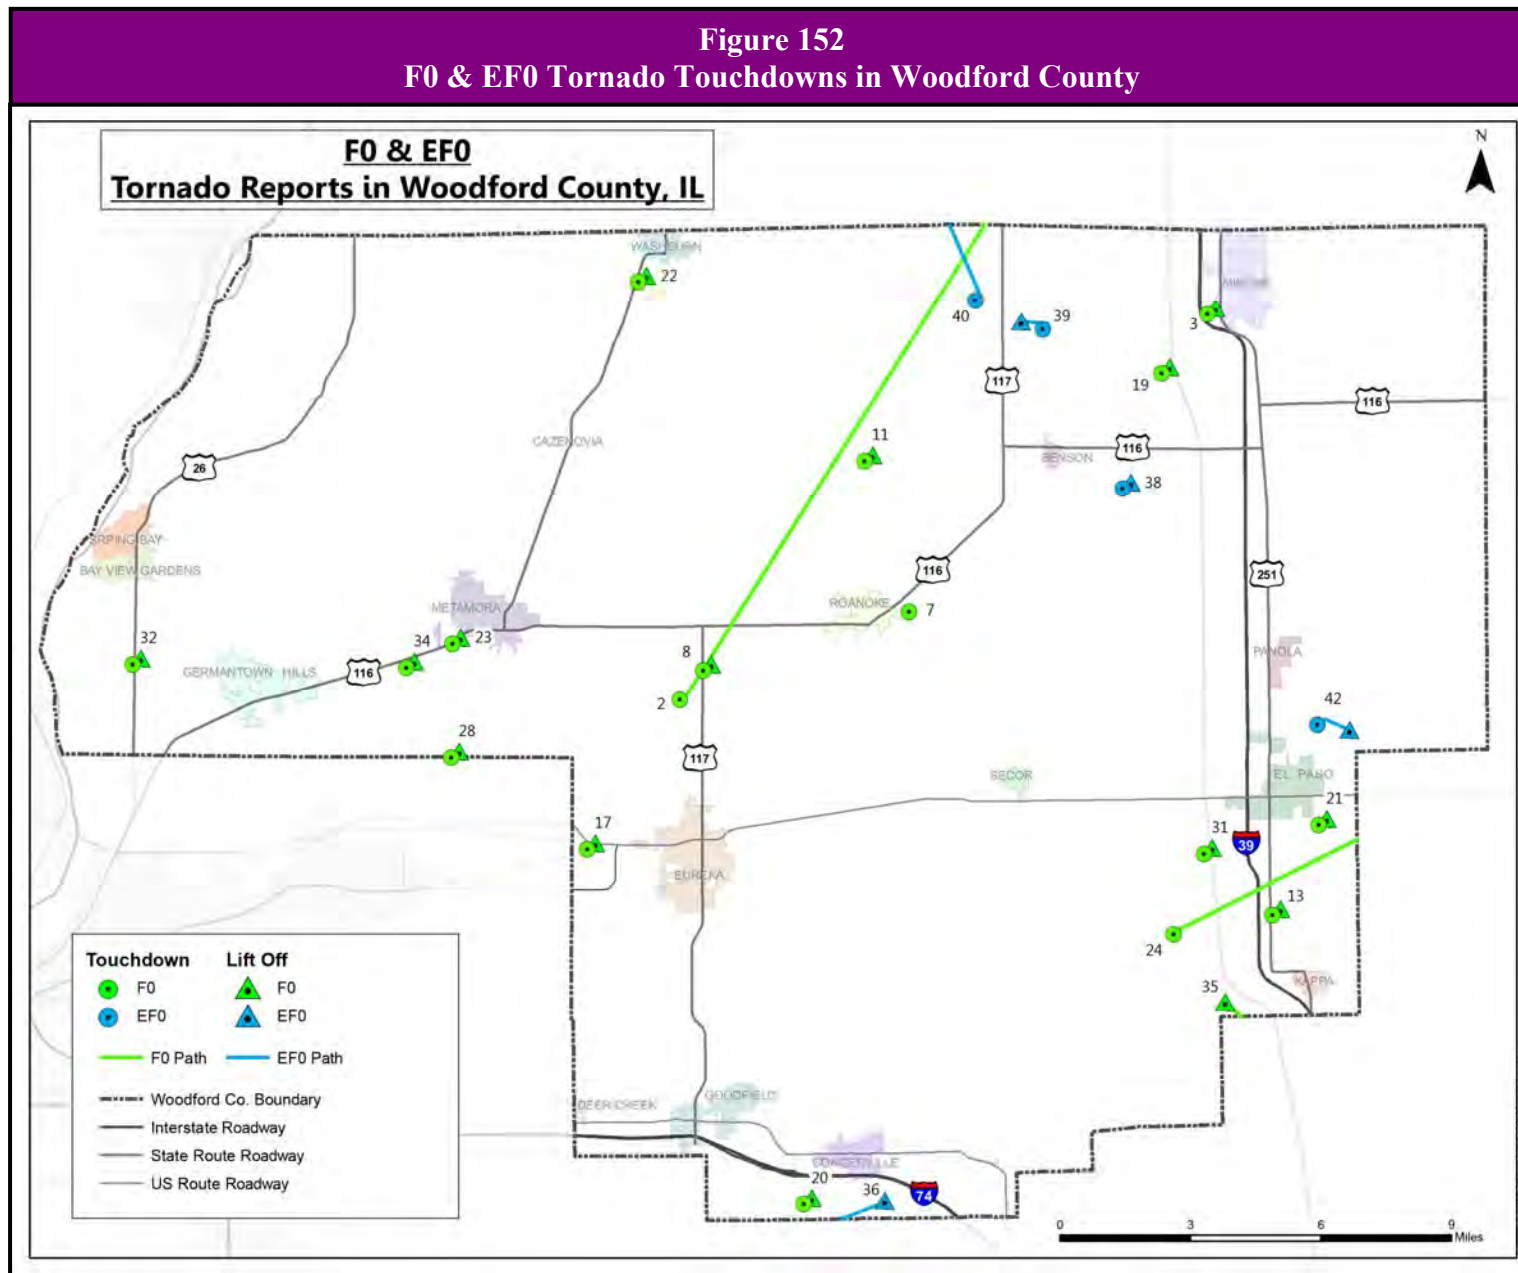 Figure 152
F0 & EF0 Tornado Touchdowns in Woodford County
F0 & EF0
Tornado Reports in Woodford County, IL
N
WASHBURN
22
40
39
3
MINONK
19
117
116
11
CAZENOVIA
26
116
BENSON
38
SRPING BAY
BAY VIEW GARDENS
116
251
METAMORA
ROANOKE
7
32
34
23
8
PANOLA
GERMANTOWN HILLS
116
2
42
28
117
SECOR
EL PASO
21
17
31
39
EUREKA
13
24
Touchdown Lift Off
F0 F0
EF0 EF0
F0 Path EF0 Path
Woodford Co. Boundary
Interstate Roadway
State Route Roadway
US Route Roadway
35
KAPPA
DEER CREEK
GOODFIELD
CONGERVILLE
20
36
74
0 3 6 9
Miles